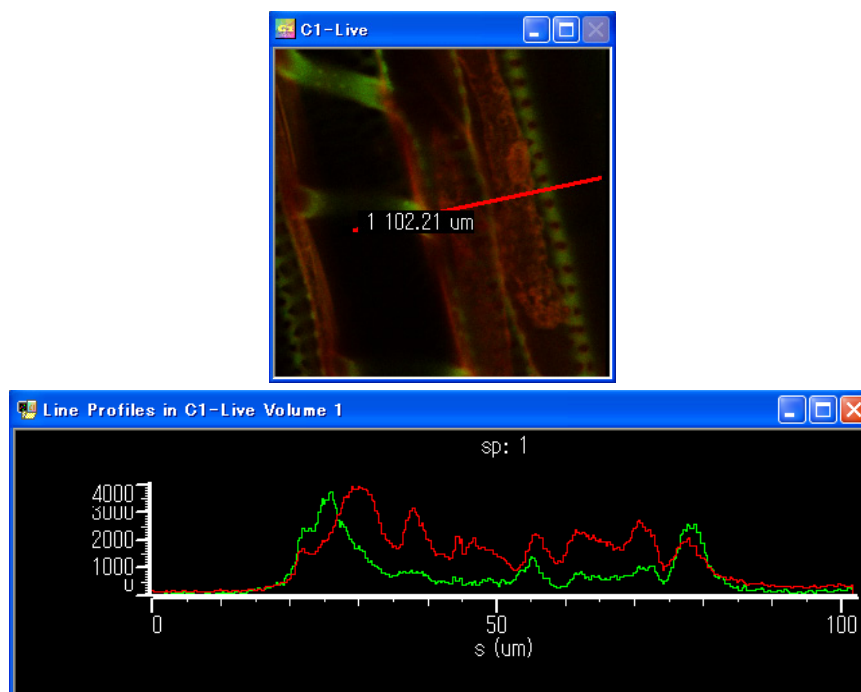 C1-Live
1 102.21 um
Line Profiles in C1-Live Volume 1
sp: 1
4000
3000
2000
1000
0
0 50 100
s (um)